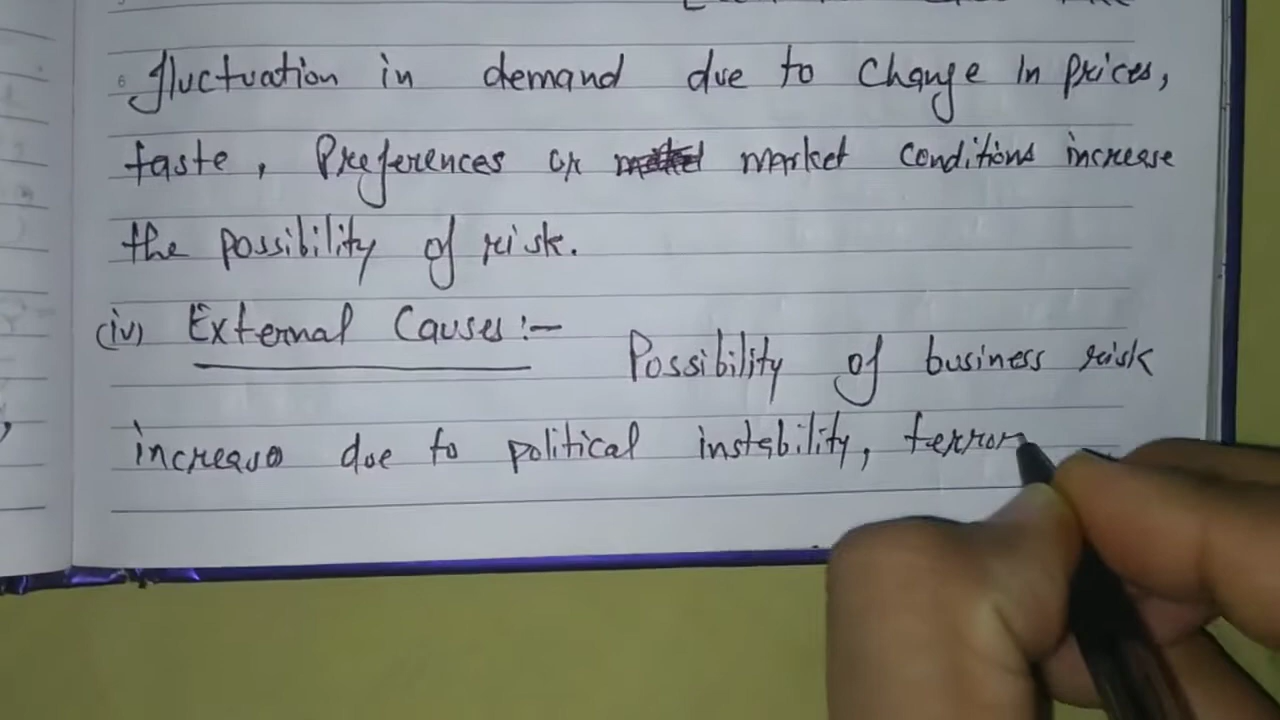 fluctuation in demand due to Change In prices,
taste, Preferences or market conditions increase
the possibility of risk.
(iv) External Causes:-
Possibility of business risk
increase due to political instability, terror